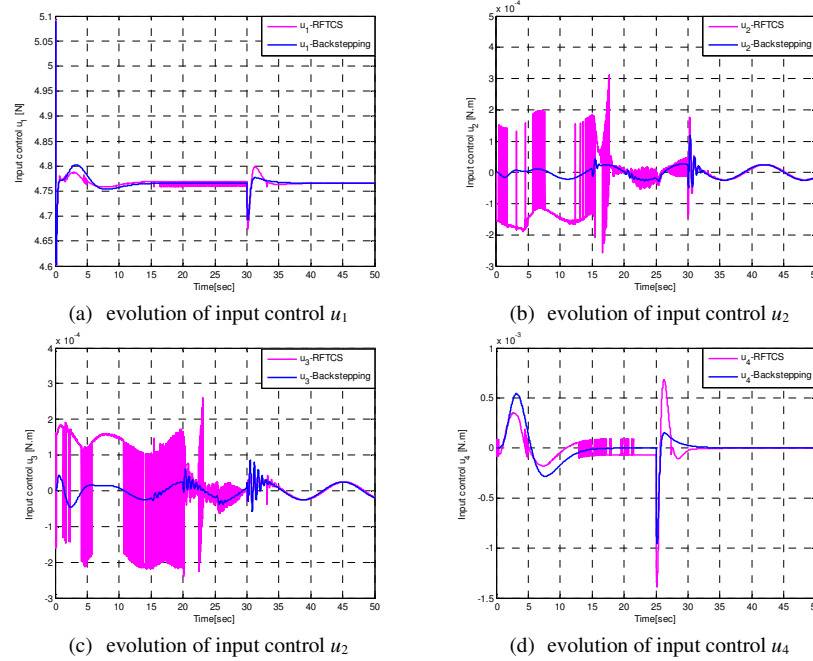 5.1
5.05
5
4.95
4.9
4.85
4.8
4.75
4.7
4.65
4.6
Input control u1 [N]
u1-RFTCS
u1-Backstepping
0 5 10 15 20 25 30 35 40 45 50
Time[sec]
(a) evolution of input control u1
x 10-4
5
4
3
2
1
0
-1
-2
-3
Input control u2 [N.m]
u2-RFTCS
u2-Backstepping
0 5 10 15 20 25 30 35 40 45 50
Time[sec]
(b) evolution of input control u2
x 10-4
4
3
2
1
0
-1
-2
-3
Input control u3 [N.m]
u3-RFTCS
u3-Backstepping
0 5 10 15 20 25 30 35 40 45 50
Time[sec]
(c) evolution of input control u2
x 10-3
1
0.5
0
-0.5
-1
-1.5
Input control u4 [N.m]
u4-RFTCS
u4-Backstepping
0 5 10 15 20 25 30 35 40 45 50
Time[sec]
(d) evolution of input control u4